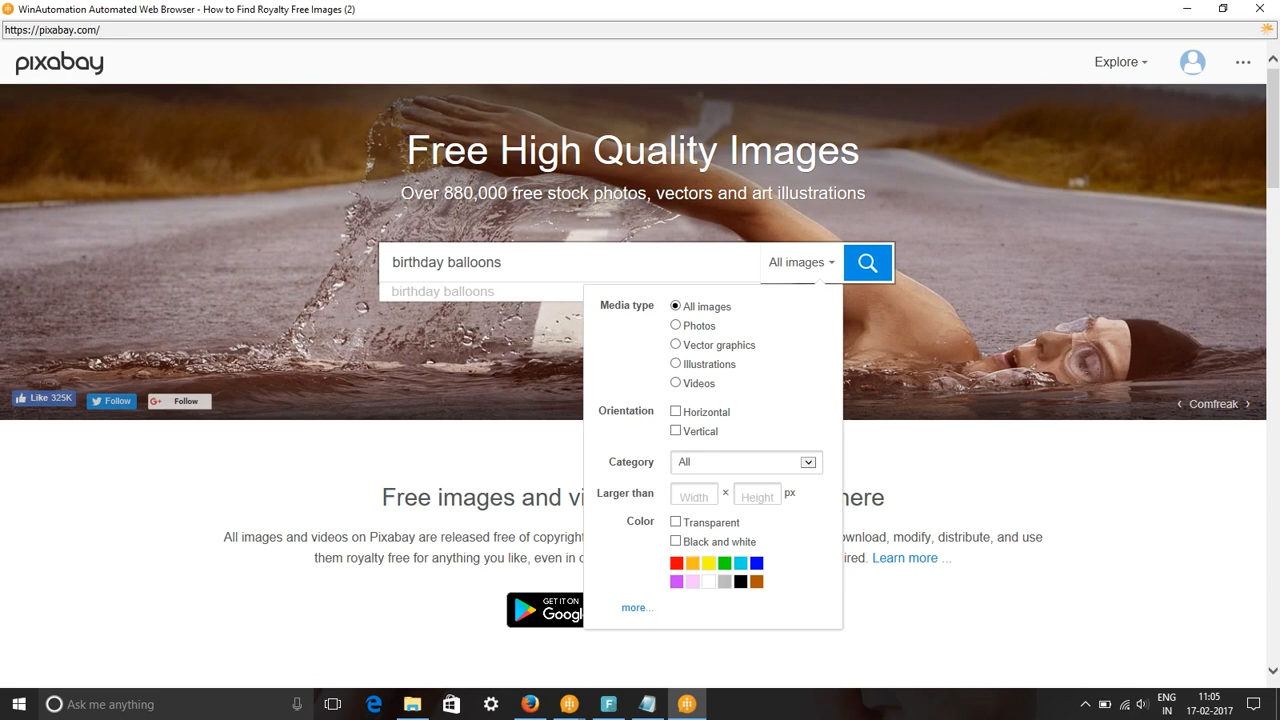 WinAutomation Automated Web Browser - How to Find Royalty Free Images (2)
https://pixabay.com/
pixabay
Explore
Free High Quality Images
Over 880,000 free stock photos, vectors and art illustrations
birthday balloons
All images
birthday balloons
Media type
All images
Photos
Vector graphics
Illustrations
Videos
Orientation
Horizontal
Vertical
Category
All
Larger than
Width × Height px
Color
Transparent
Black and white
more...
Like 325K
Follow
G+ Follow
‹ Comfreak ›
Free images and vi
here
All images and videos on Pixabay are released free of copyrig
download, modify, distribute, and use
them royalty free for anything you like, even in c
ired. Learn more ...
GET IT ON
Googl
Ask me anything
ENG
IN
11:05
17-02-2017